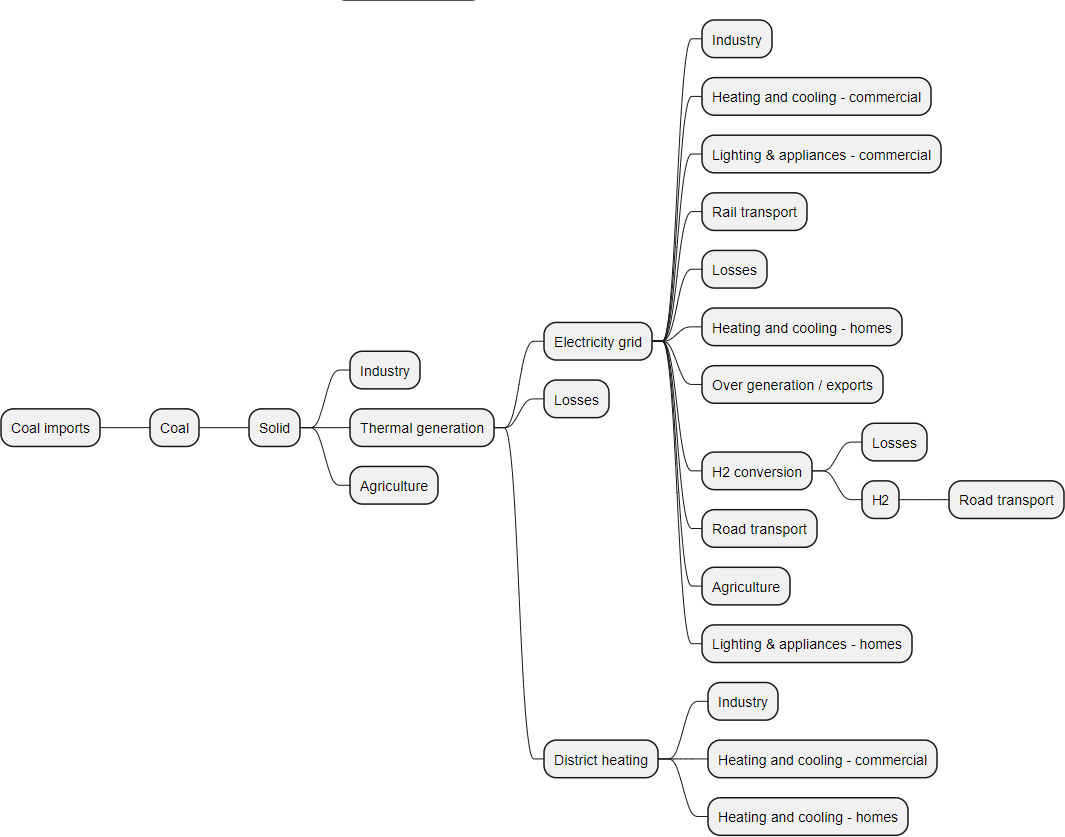 Industry
Heating and cooling - commercial
Lighting & appliances - commercial
Rail transport
Losses
Heating and cooling - homes
Electricity grid
Industry
Over generation / exports
Losses
Coal imports
Coal
Solid
Thermal generation
Losses
H2 conversion
Agriculture
H2
Road transport
Road transport
Agriculture
Lighting & appliances - homes
Industry
District heating
Heating and cooling - commercial
Heating and cooling - homes